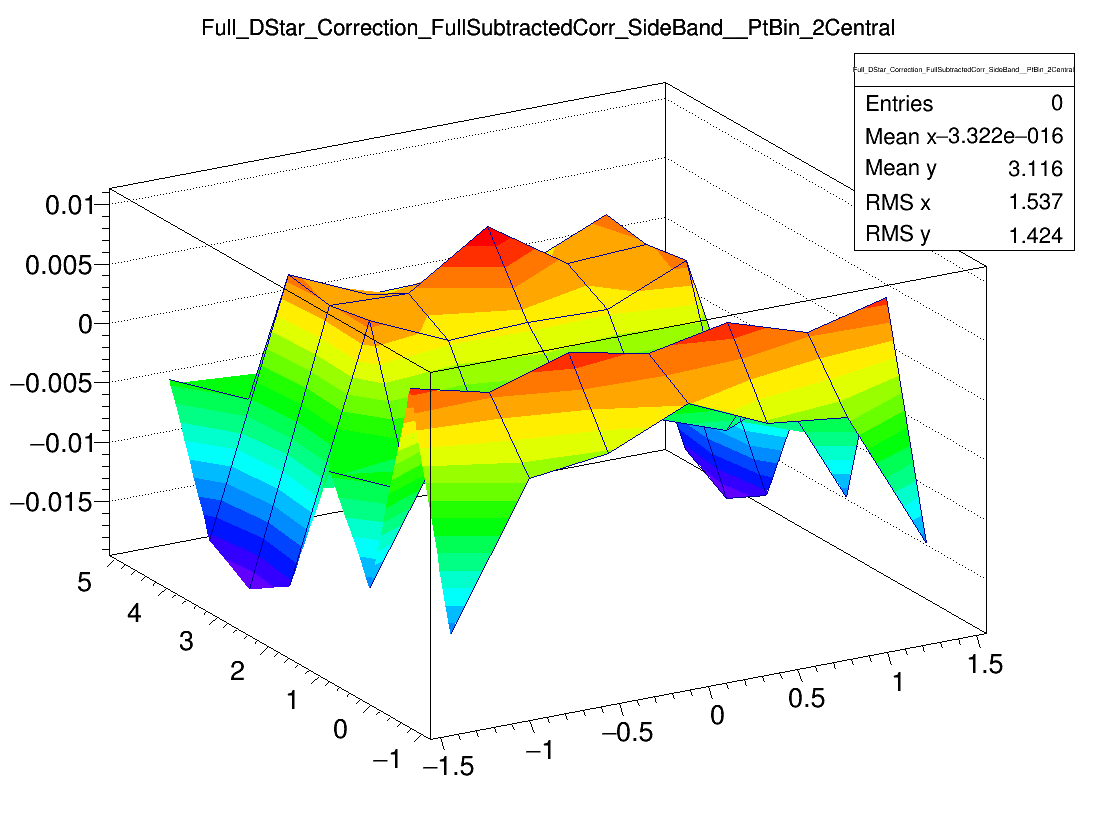 Full_DStar_Correction_FullSubtractedCorr_SideBand__PtBin_2Central
Full_DStar_Correction_FullSubtractedCorr_SideBand__PtBin_2Central
Entries 0
Mean x −3.322e−016
Mean y 3.116
RMS x 1.537
RMS y 1.424
0.01
0.005
0
−0.005
−0.01
−0.015
5
4
3
2
1
0
−1
−1.5
−1
−0.5
0
0.5
1
1.5